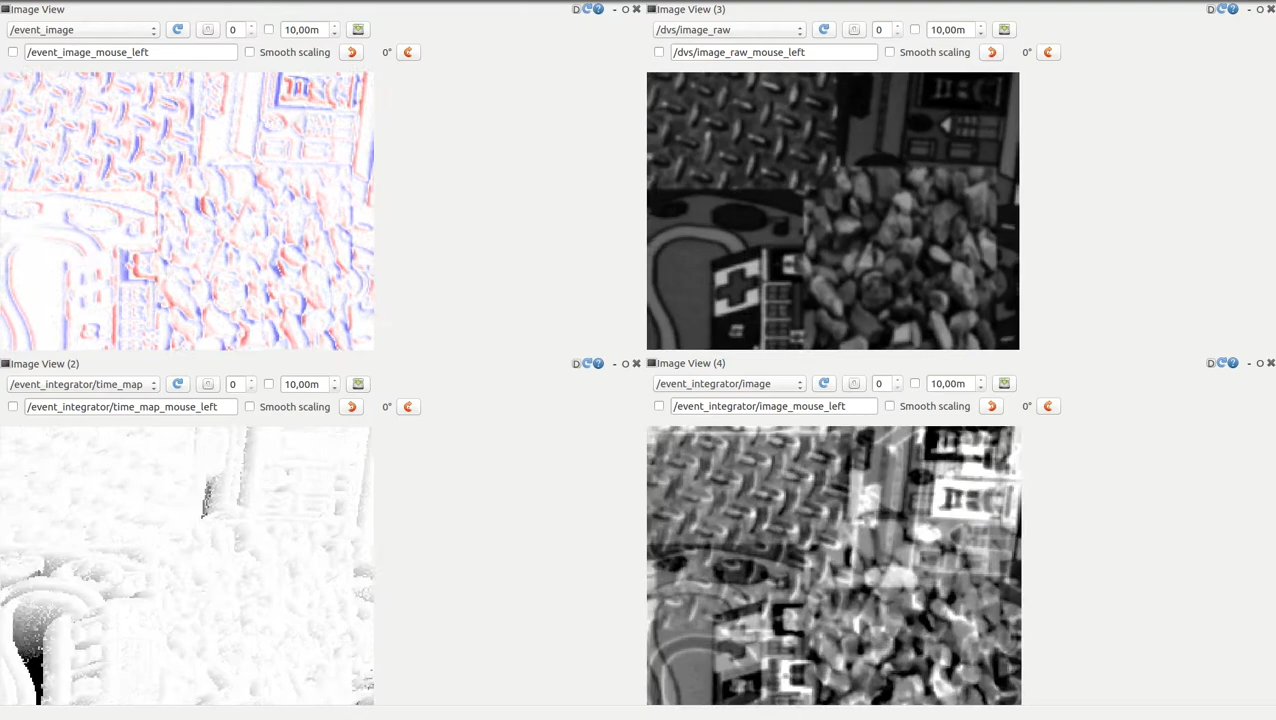 Image View
D
/event_image
0
10,00m
/event_image_mouse_left
Smooth scaling
0°
Image View (3)
D
/dvs/image_raw
0
10,00m
/dvs/image_raw_mouse_left
Smooth scaling
0°
Image View (2)
D
/event_integrator/time_map
0
10,00m
/event_integrator/time_map_mouse_left
Smooth scaling
0°
Image View (4)
D
/event_integrator/image
0
10,00m
/event_integrator/image_mouse_left
Smooth scaling
0°